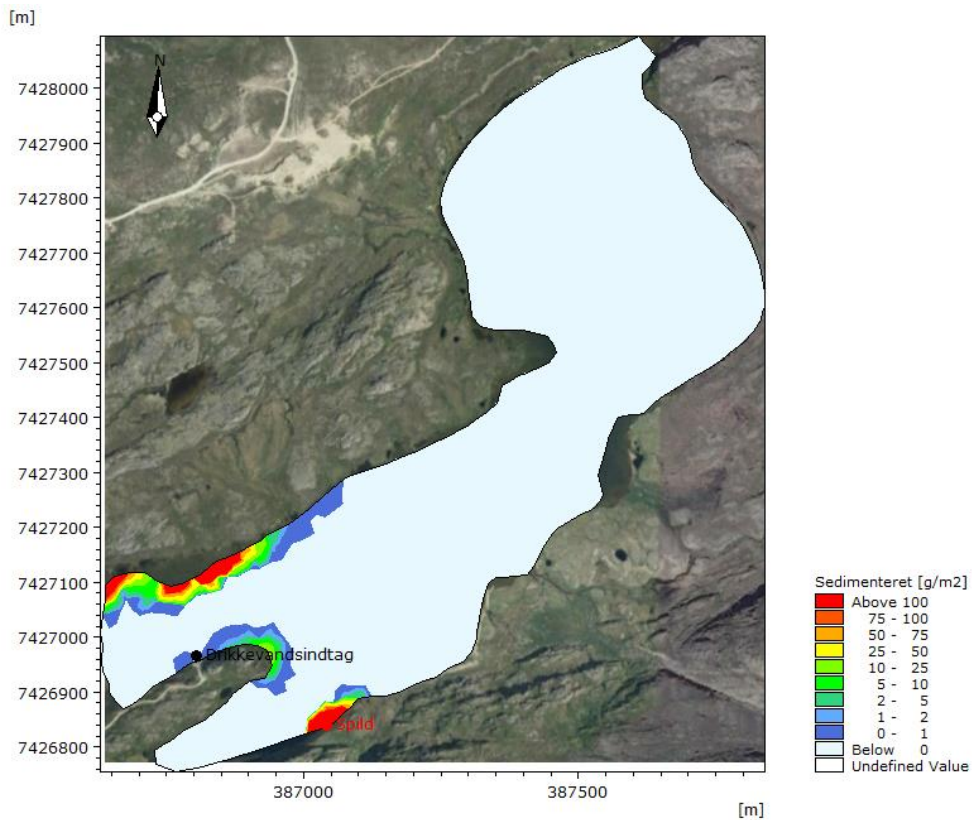 [m]
N
7428000
7427900
7427800
7427700
7427600
7427500
7427400
7427300
7427200
7427100
7427000
7426900
7426800
Drikkevandsindtag
spild
387000
387500
[m]
Sedimenteret [g/m2]
Above 100
75 - 100
50 - 75
25 - 50
10 - 25
5 - 10
2 - 5
1 - 2
0 - 1
Below 0
Undefined Value